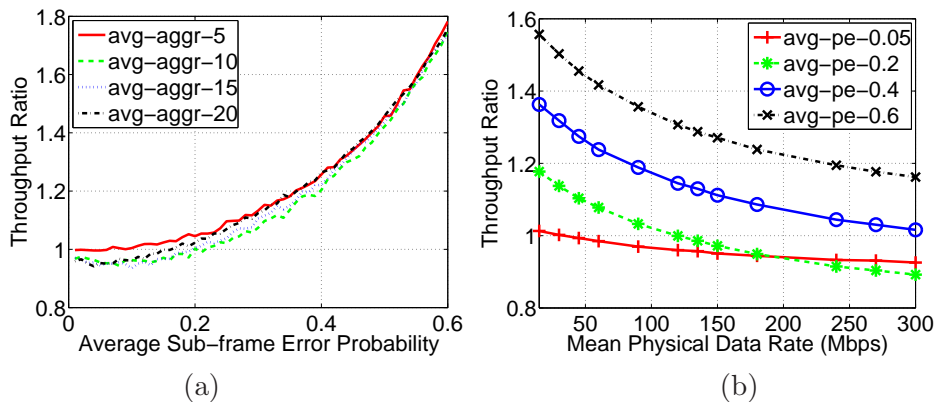 1.8
1.6
1.4
1.2
1
0.8
Throughput Ratio
avg-aggr-5
avg-aggr-10
avg-aggr-15
avg-aggr-20
0 0.2 0.4 0.6
Average Sub-frame Error Probability
(a)
1.6
1.4
1.2
1
0.8
Throughput Ratio
avg-pe-0.05
avg-pe-0.2
avg-pe-0.4
avg-pe-0.6
50 100 150 200 250 300
Mean Physical Data Rate (Mbps)
(b)